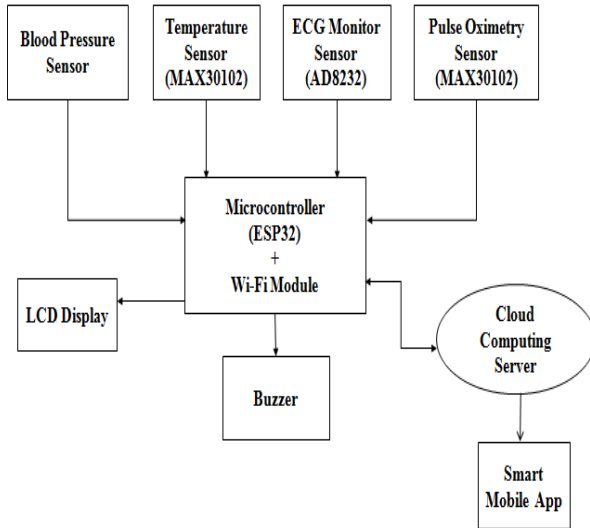 Blood Pressure
Sensor
Temperature
Sensor
(MAX30102)
ECG Monitor
Sensor
(AD8232)
Pulse Oximetry
Sensor
(MAX30102)
Microcontroller
(ESP32)
+
Wi-Fi Module
LCD Display
Buzzer
Cloud
Computing
Server
Smart
Mobile App